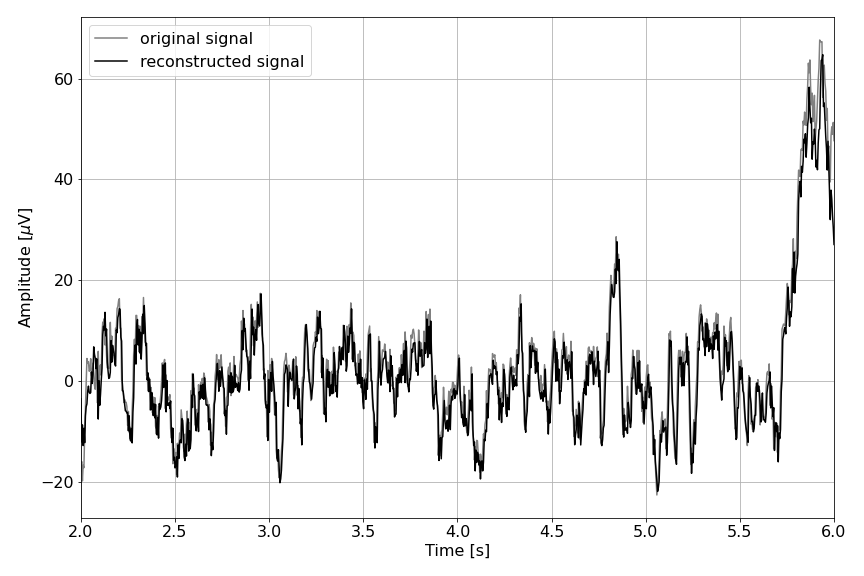 original signal
reconstructed signal
60
40
20
0
−20
Amplitude [μV]
2.0 2.5 3.0 3.5 4.0 4.5 5.0 5.5 6.0
Time [s]